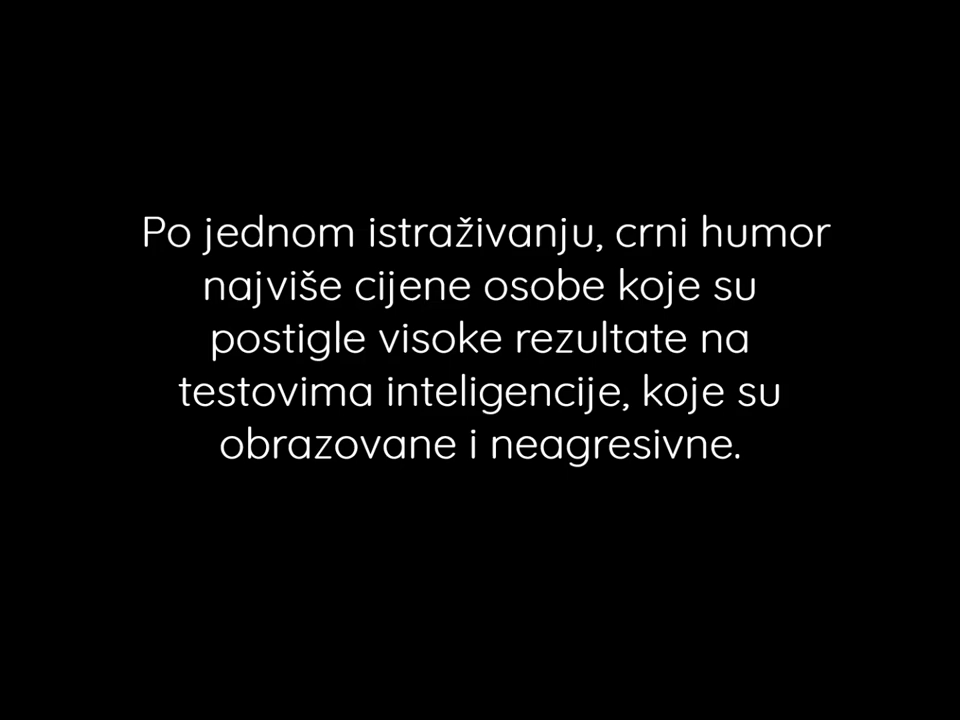 Po jednom istraživanju, crni humor
najviše cijene osobe koje su
postigle visoke rezultate na
testovima inteligencije, koje su
obrazovane i neagresivne.